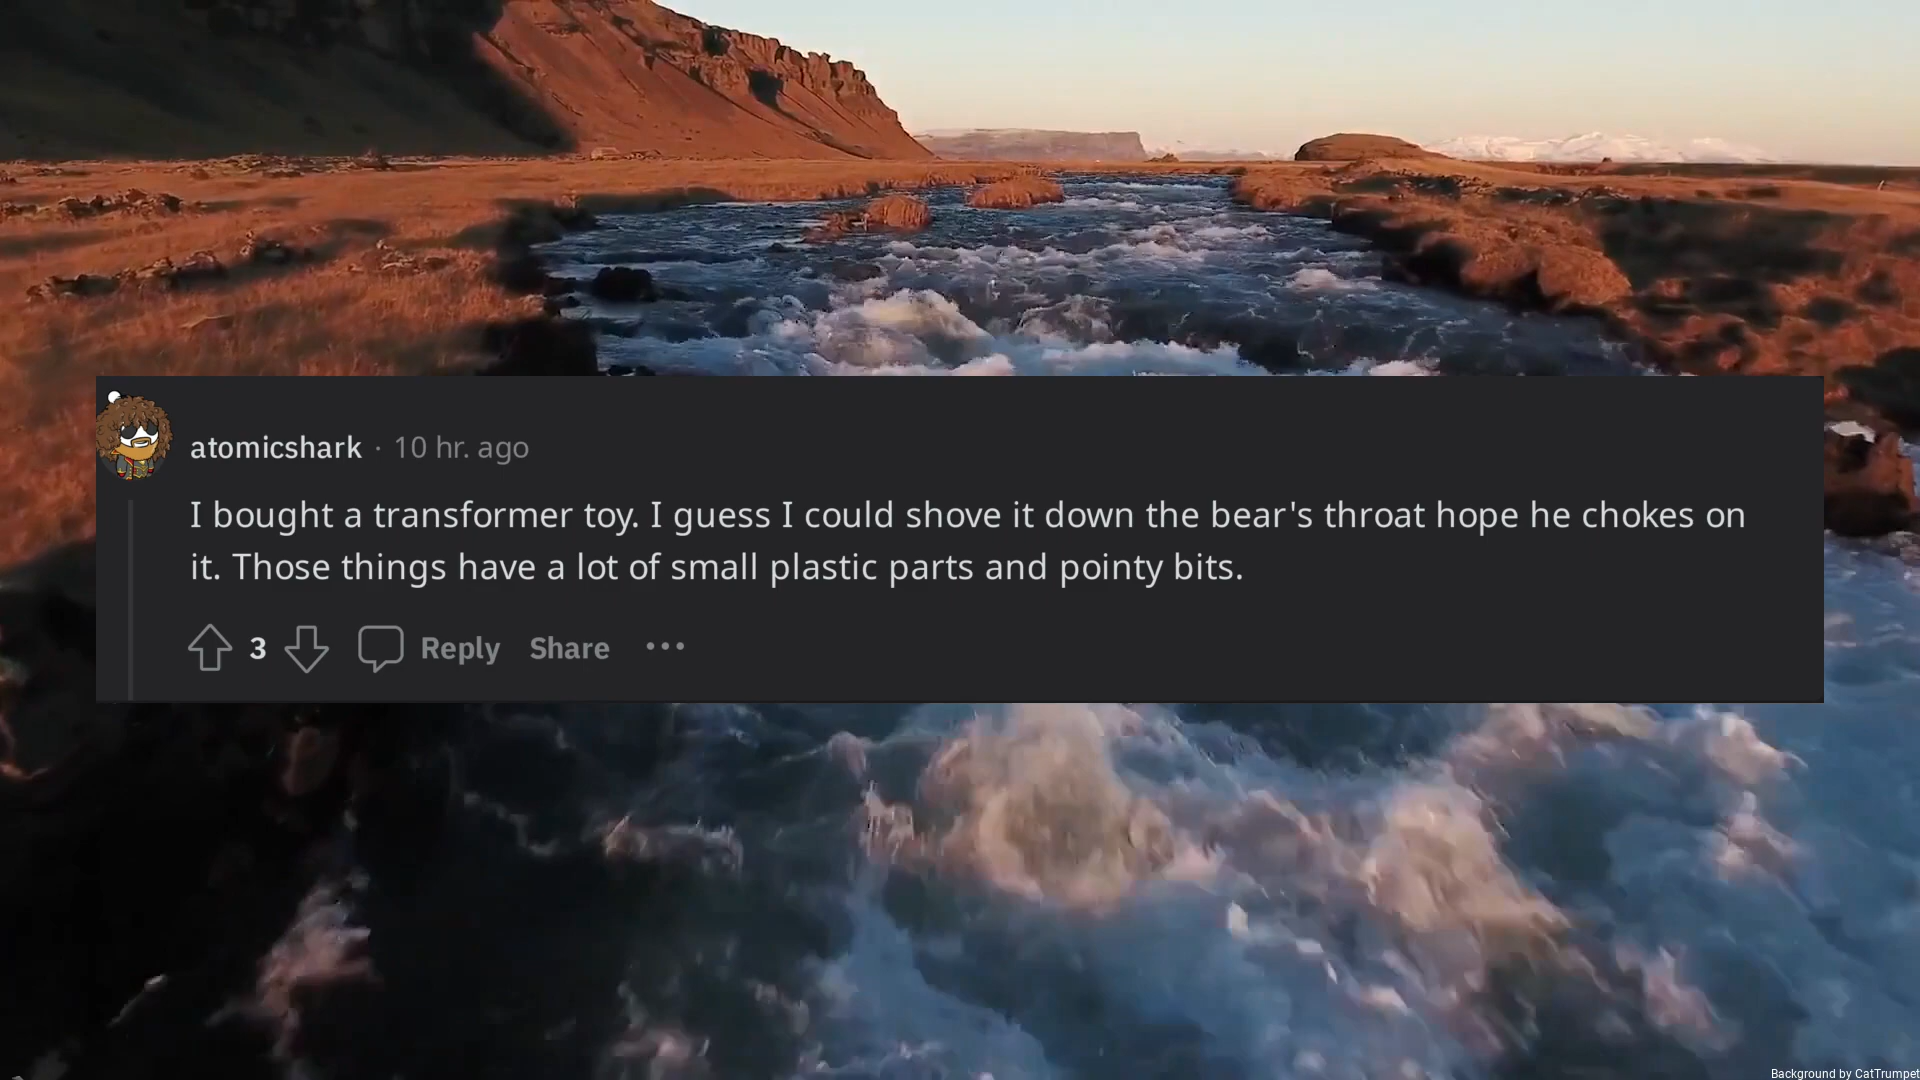 atomicshark · 10 hr. ago
I bought a transformer toy. I guess I could shove it down the bear's throat hope he chokes on
it. Those things have a lot of small plastic parts and pointy bits.
3 Reply Share •••
Background by CatTrumpet